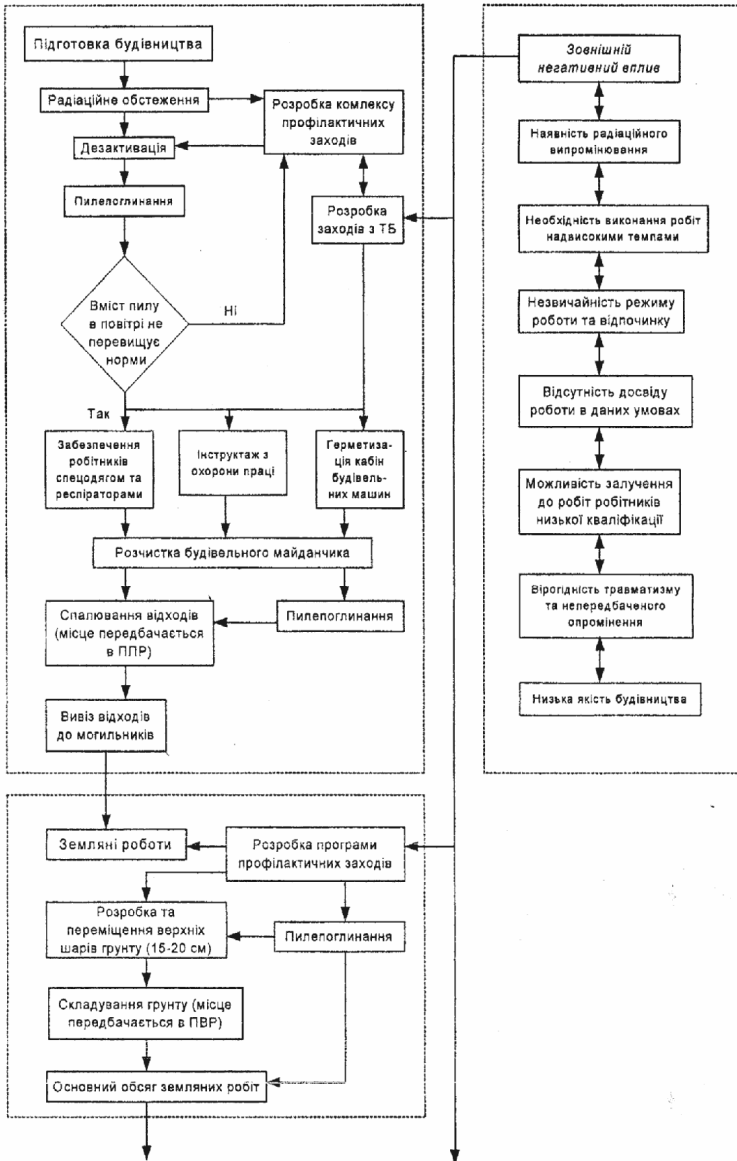 Підготовка будівництва
Радіаційне обстеження
Розробка комлексу
профілактичних
заходів
Дезактивація
Пилепоглинання
Розробка
заходів з ТБ
Вміст пилу
в повітрі не
перевищує
норми
Ні
Так
Забезпечення
робітників
спецодягом та
респіраторами
Інструктаж з
охорони праці
Герметиза-
ція кабін
будівель-
них машин
Розчистка будівельного майданчика
Спалювання відходів
(місце передбачається
в ППР)
Пилепоглинання
Вивіз відходів
до могильників
Земляні роботи
Розробка програми
профілактичних заходів
Розробка та
переміщення верхніх
шарів грунту (15-20 см)
Пилепоглинання
Складування грунту (місце
передбачається в ПВР)
Основний обсяг земляних робіт
Зовнішній
негативний вплив
Наявність радіаційного
випромінювання
Необхідність виконання робіт
надвисокими темпами
Незвичайність режиму
роботи та відпочинку
Відсутність досвіду
роботи в даних умовах
Можливість залучення
до робіт робітників
низької кваліфікації
Вірогідність травматизму
та непередбаченого
опромінення
Низька якість будівництва